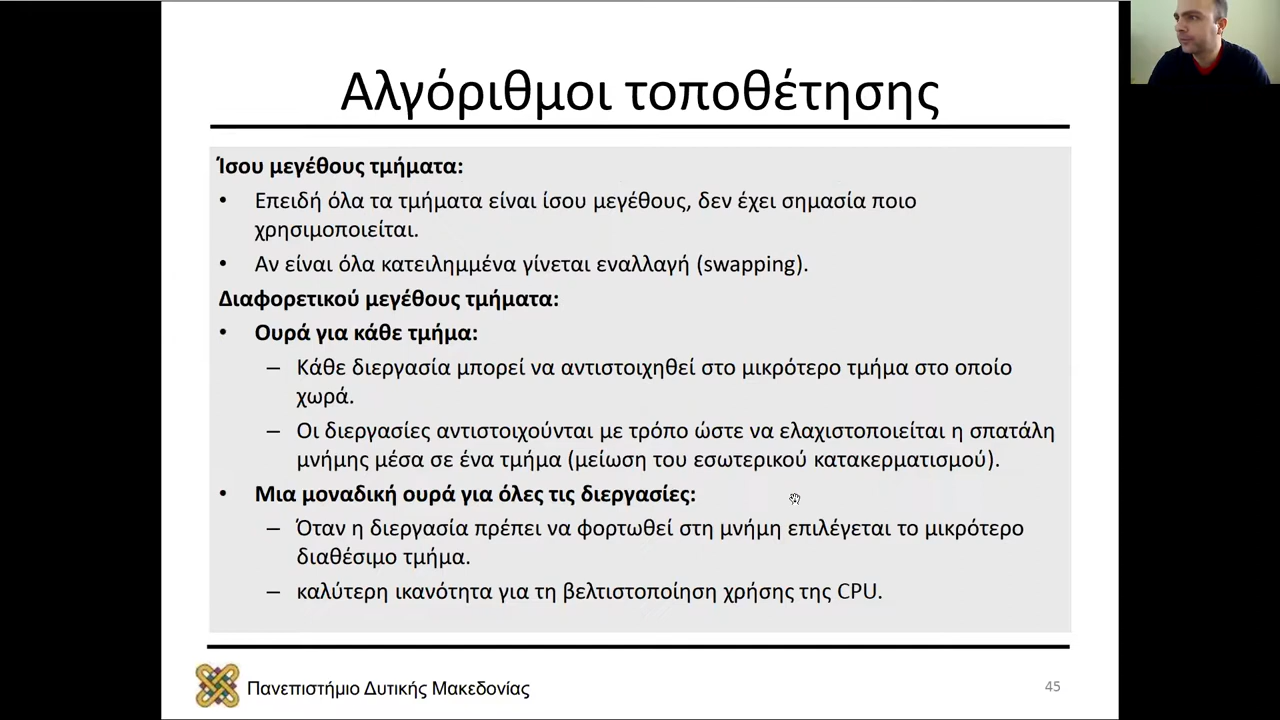 Αλγόριθμοι τοποθέτησης
Ίσου μεγέθους τμήματα:
• Επειδή όλα τα τμήματα είναι ίσου μεγέθους, δεν έχει σημασία ποιο
χρησιμοποιείται.
• Αν είναι όλα κατειλημμένα γίνεται εναλλαγή (swapping).
Διαφορετικού μεγέθους τμήματα:
• Ουρά για κάθε τμήμα:
– Κάθε διεργασία μπορεί να αντιστοιχηθεί στο μικρότερο τμήμα στο οποίο
χωρά.
– Οι διεργασίες αντιστοιχούνται με τρόπο ώστε να ελαχιστοποιείται η σπατάλη
μνήμης μέσα σε ένα τμήμα (μείωση του εσωτερικού κατακερματισμού).
• Μια μοναδική ουρά για όλες τις διεργασίες:
– Όταν η διεργασία πρέπει να φορτωθεί στη μνήμη επιλέγεται το μικρότερο
διαθέσιμο τμήμα.
– καλύτερη ικανότητα για τη βελτιστοποίηση χρήσης της CPU.
Πανεπιστήμιο Δυτικής Μακεδονίας
45